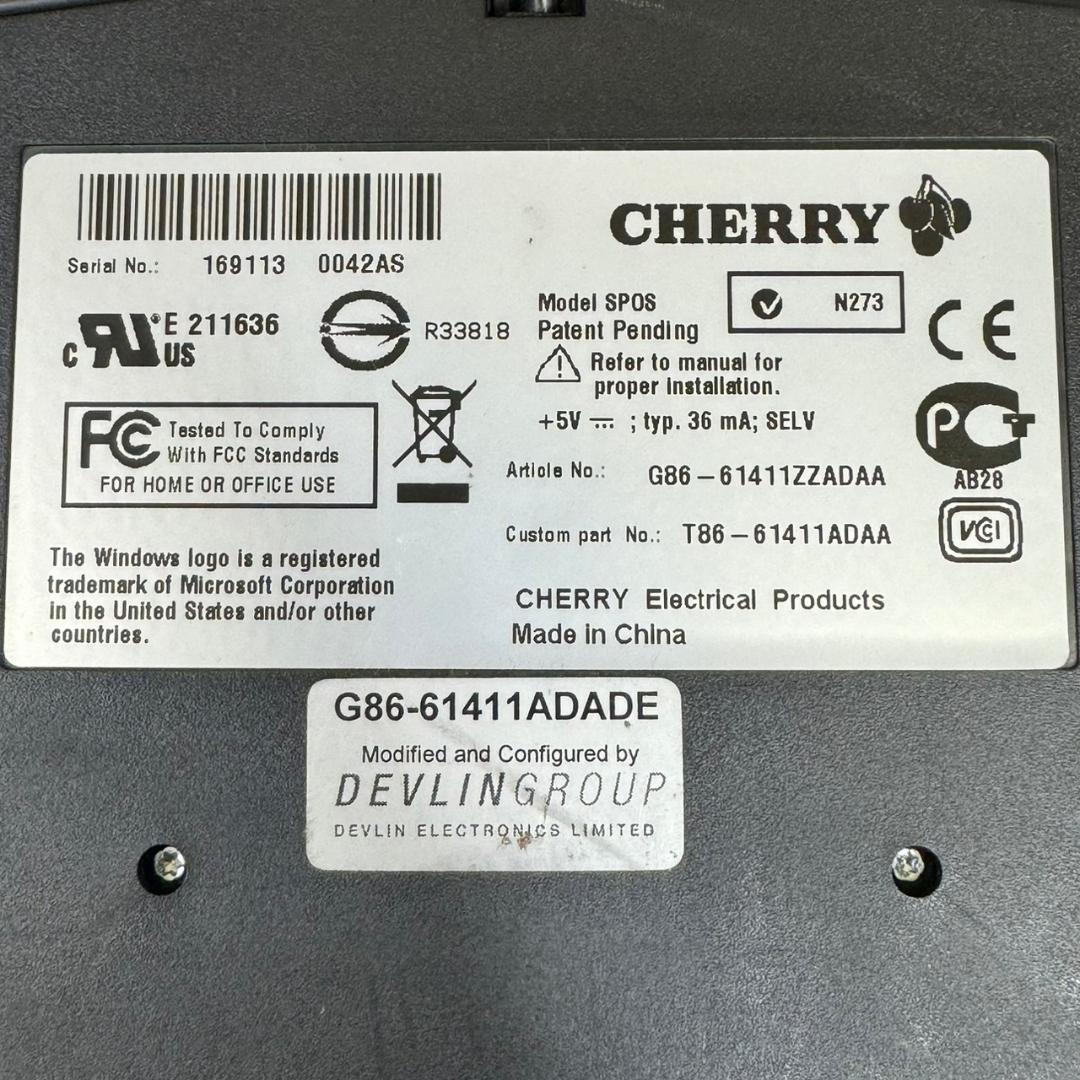 CHERRY
Serial No.: 169113 0042AS
Model SPOS
Patent Pending
N273
CE
c RU US E 211636
R33818
Refer to manual for
proper installation.
+5V ⎓ ; typ. 36 mA; SELV
FC Tested To Comply
With FCC Standards
FOR HOME OR OFFICE USE
PCT
AB28
Article No.: G86–61411ZZADAA
Custom part No.: T86–61411ADAA
VCCI
The Windows logo is a registered
trademark of Microsoft Corporation
in the United States and/or other
countries.
CHERRY Electrical Products
Made in China
G86-61411ADADE
Modified and Configured by
DEVLINGROUP
DEVLIN ELECTRONICS LIMITED